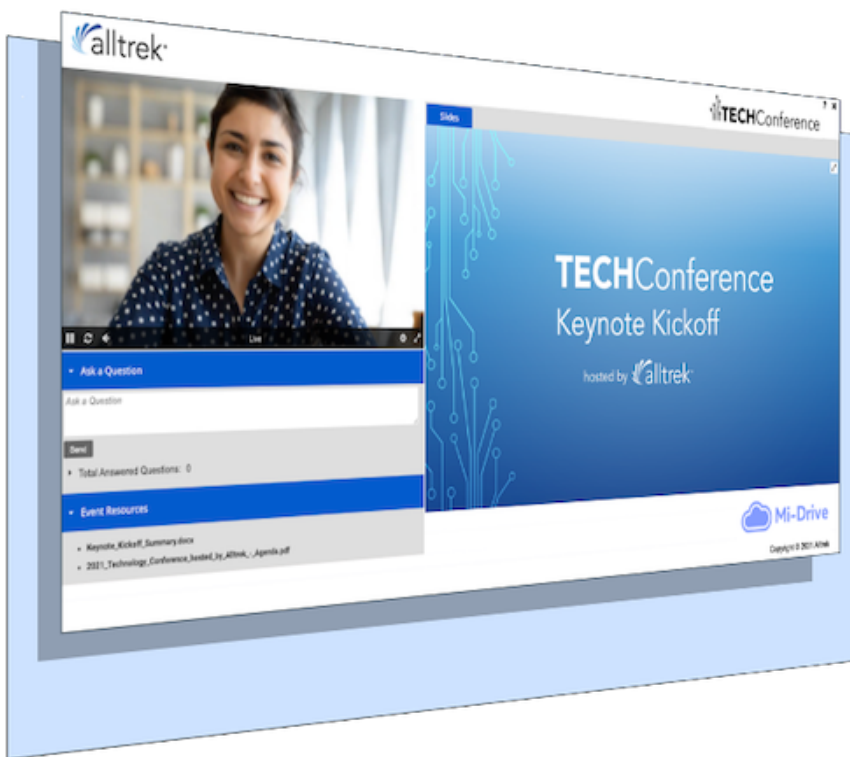 alltrek
TECHConference
? x
Slides
TECHConference
Keynote Kickoff
hosted by alltrek
Live
Ask a Question
Ask a Question
Send
Total Answered Questions: 0
Event Resources
Keynote_Kickoff_Summary.docx
2021_Technology_Conference_hosted_by_Alltrek_-_Agenda.pdf
Mi-Drive
Copyright © 2021 Alltrek